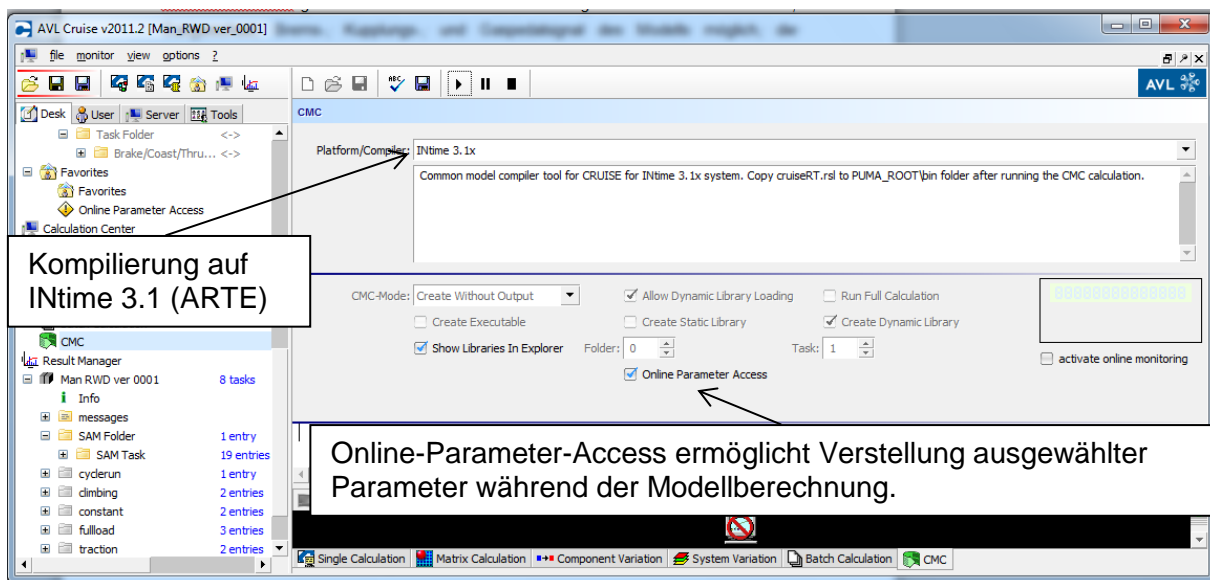 AVL Cruise v2011.2 [Man_RWD ver_0001]
file monitor view options ?
AVL
Desk User Server Tools
CMC
Task Folder <->
Brake/Coast/Thru... <->
Favorites
Favorites
Online Parameter Access
Calculation Center
Platform/Compiler: INtime 3.1x
Common model compiler tool for CRUISE for INtime 3.1x system. Copy cruiseRT.rsl to PUMA_ROOT\bin folder after running the CMC calculation.
Kompilierung auf
INtime 3.1 (ARTE)
CMC-Mode: Create Without Output Allow Dynamic Library Loading Run Full Calculation
Create Executable Create Static Library Create Dynamic Library
Show Libraries In Explorer Folder: 0 Task: 1
activate online monitoring
Online Parameter Access
CMC
Result Manager
Man RWD ver 0001 8 tasks
Info
messages
SAM Folder 1 entry
SAM Task 19 entries
cyclerun 1 entry
climbing 2 entries
constant 2 entries
fullload 3 entries
traction 2 entries
Online-Parameter-Access ermöglicht Verstellung ausgewählter
Parameter während der Modellberechnung.
Single Calculation Matrix Calculation Component Variation System Variation Batch Calculation CMC